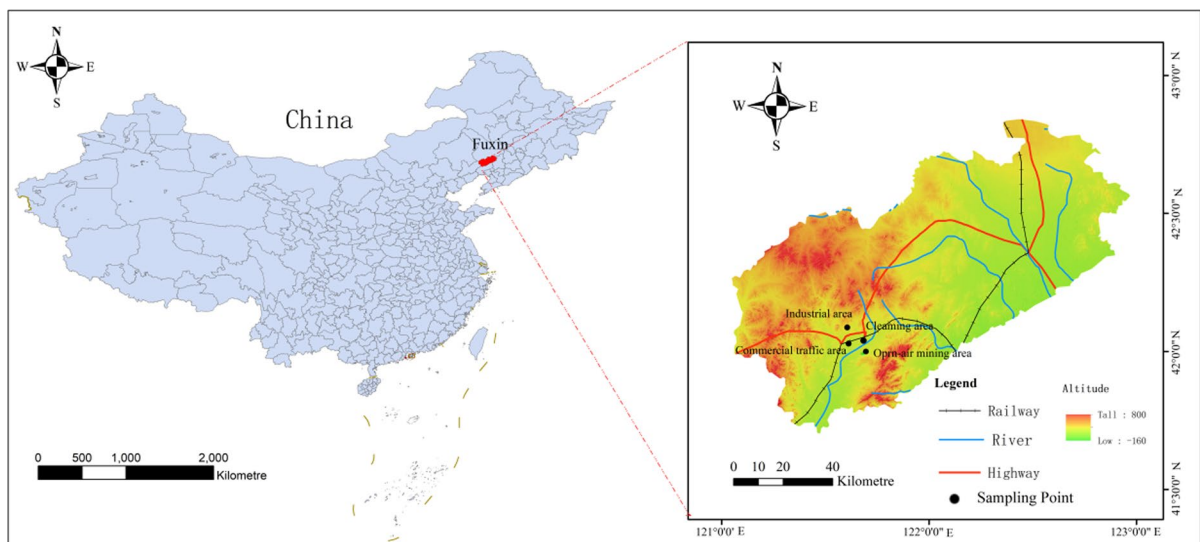 N
W E
S
China
Fuxin
0 500 1,000 2,000
Kilometre
N
W E
S
Industrial area
Cleaming area
Commercial traffic area
Oprn-air mining area
Legend
Railway
River
Highway
Sampling Point
Altitude
Tall : 800
Low : -160
0 10 20 40
Kilometre
43°0'0" N
42°30'0" N
42°0'0" N
41°30'0" N
121°0'0" E
122°0'0" E
123°0'0" E